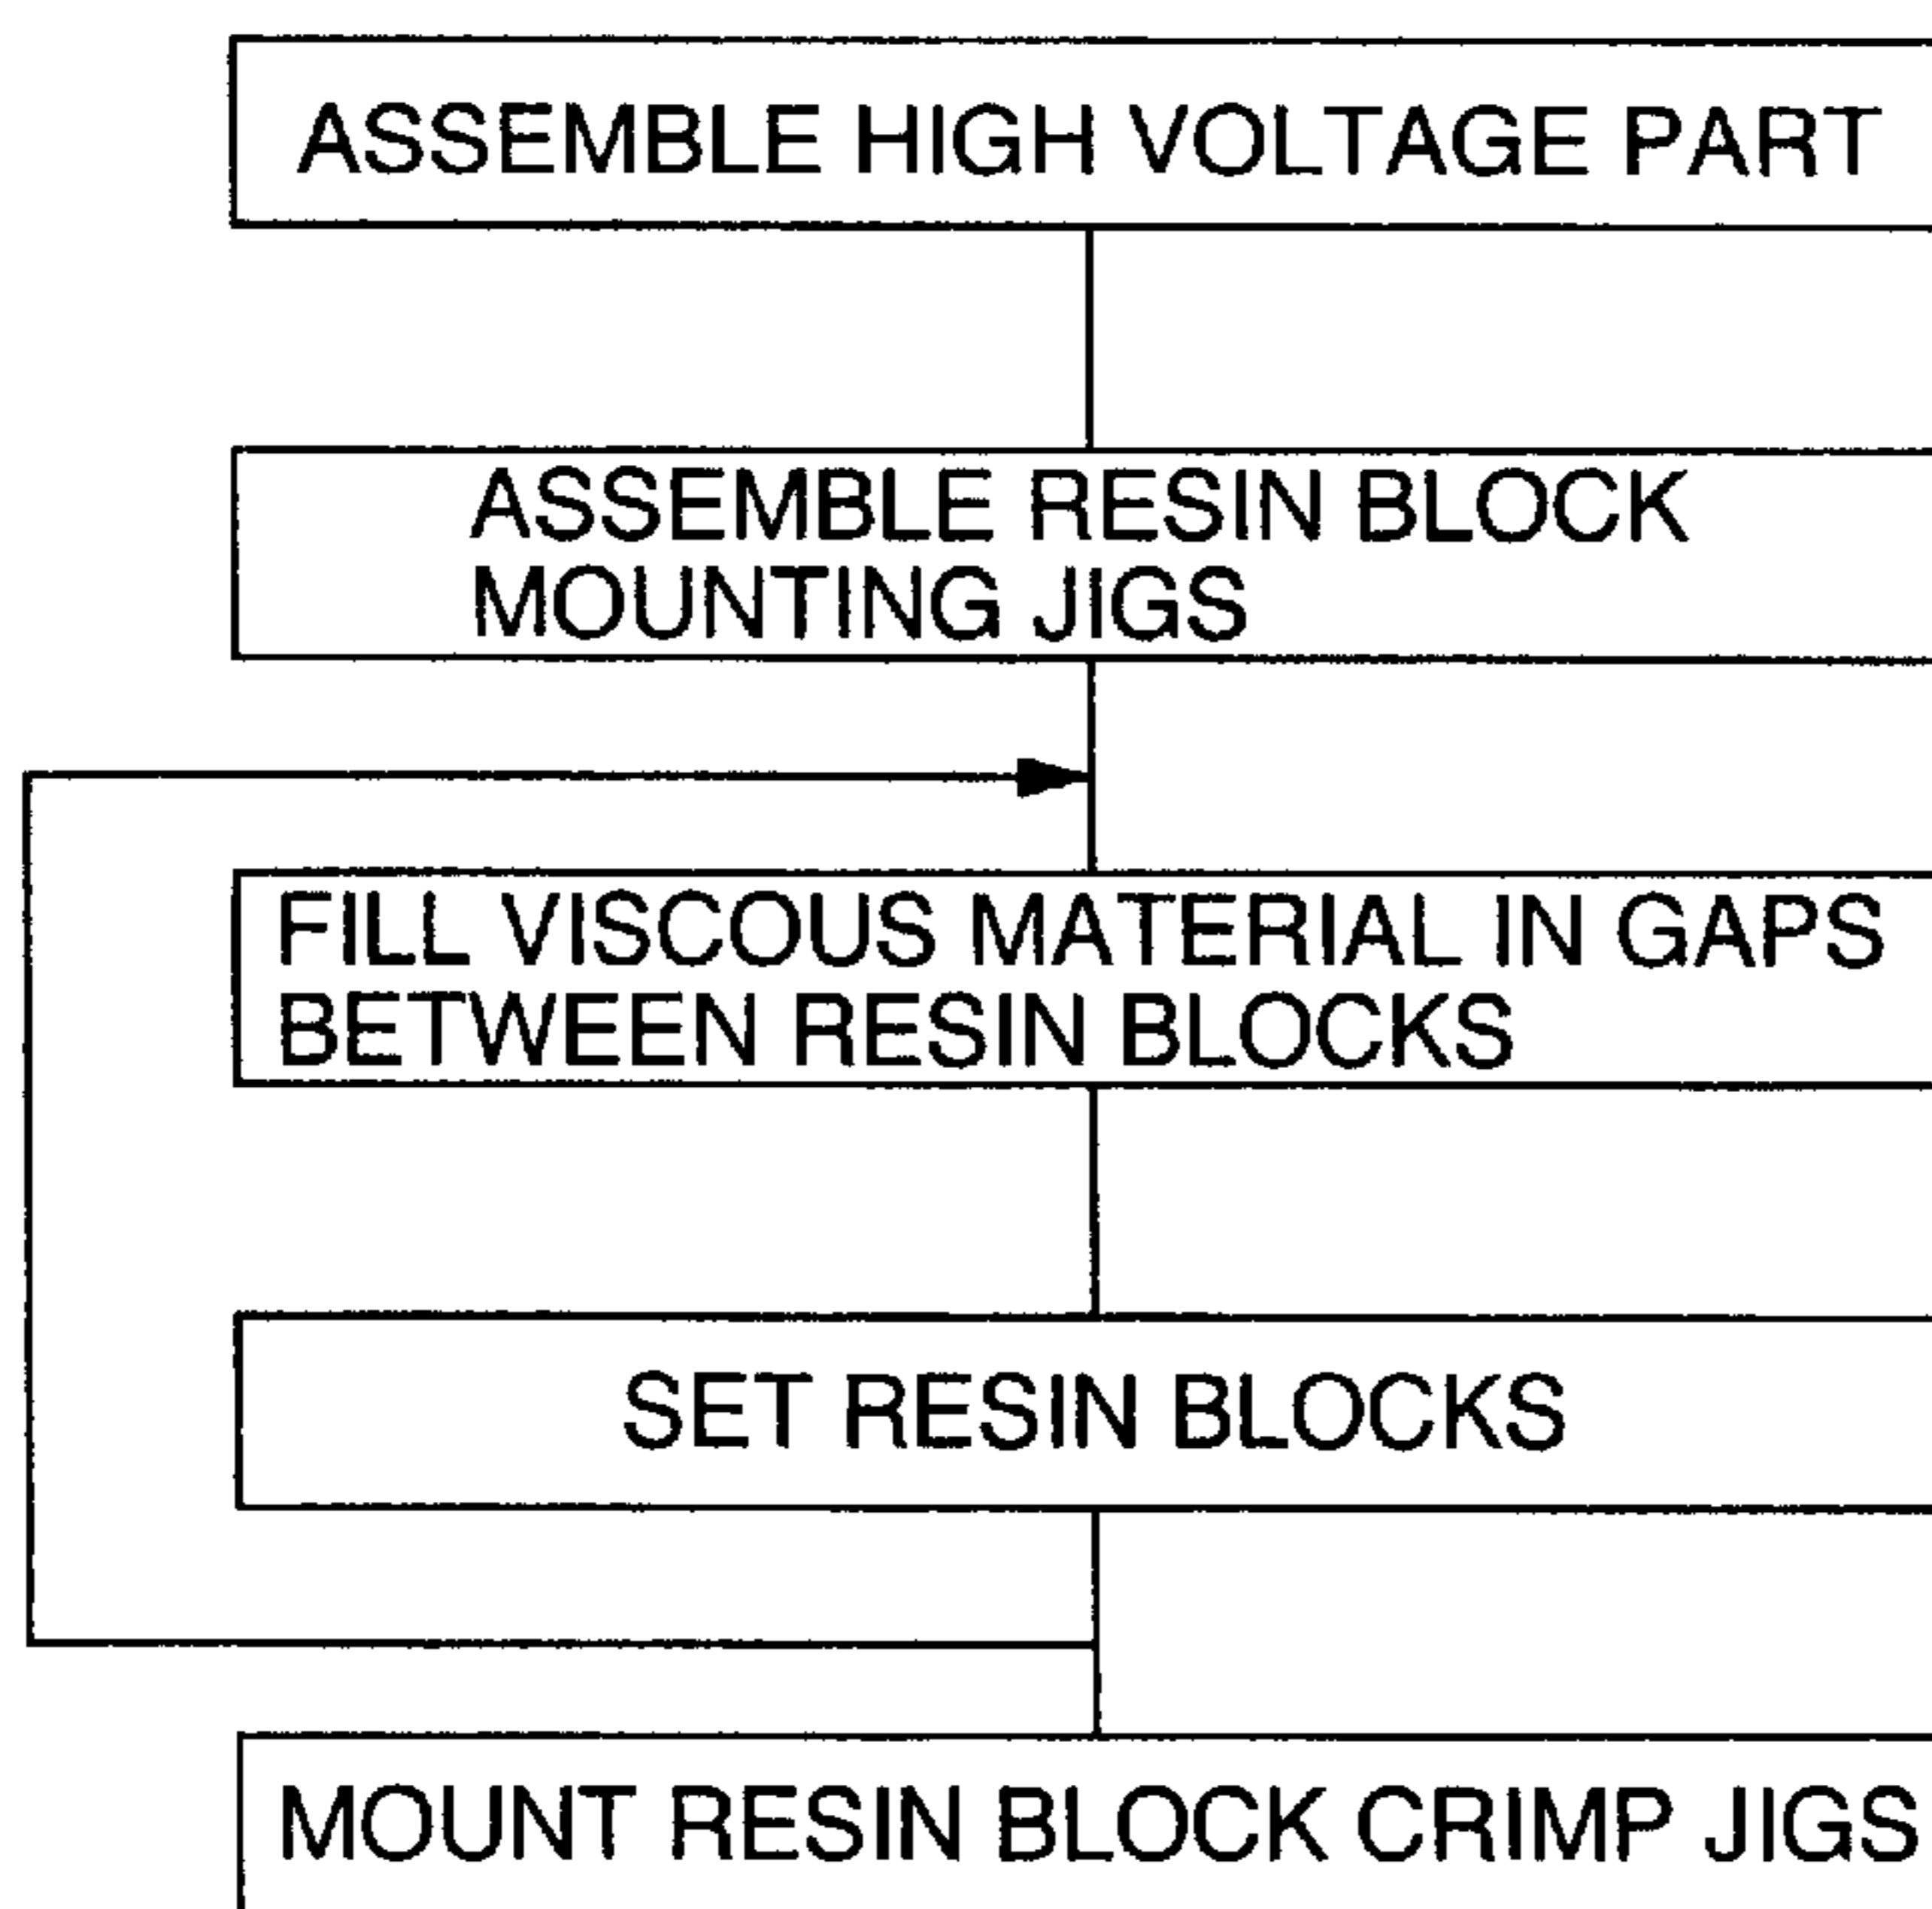 ASSEMBLE HIGH VOLTAGE PART
ASSEMBLE RESIN BLOCK
MOUNTING JIGS
FILL VISCOUS MATERIAL IN GAPS
BETWEEN RESIN BLOCKS
SET RESIN BLOCKS
MOUNT RESIN BLOCK CRIMP JIGS